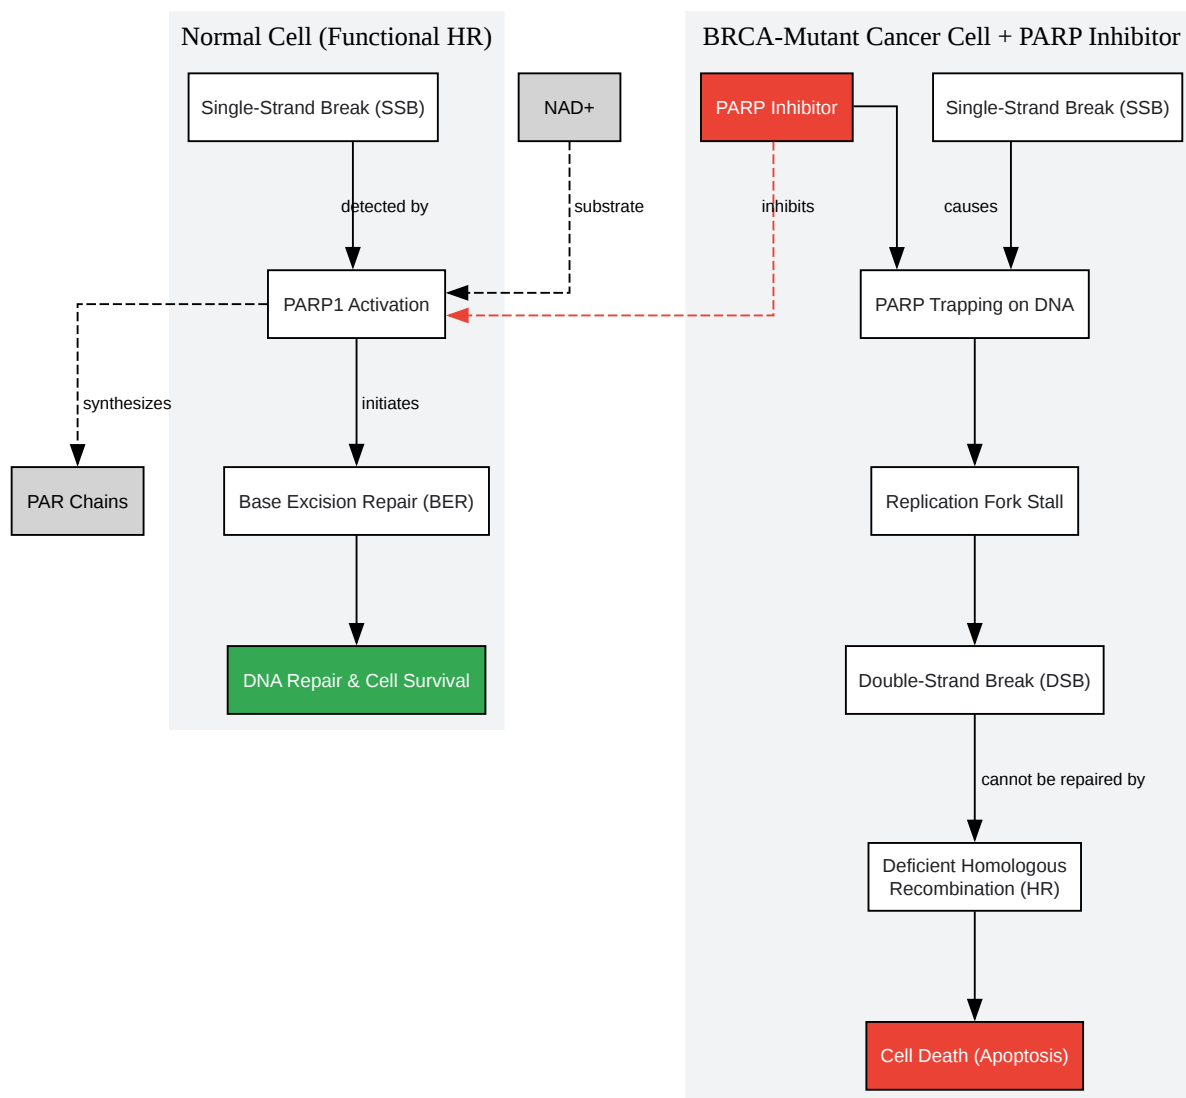 Normal Cell (Functional HR)
BRCA-Mutant Cancer Cell + PARP Inhibitor
Single-Strand Break (SSB)
NAD+
PARP Inhibitor
Single-Strand Break (SSB)
detected by
substrate
inhibits
causes
PARP1 Activation
PARP Trapping on DNA
synthesizes
initiates
PAR Chains
Base Excision Repair (BER)
Replication Fork Stall
DNA Repair & Cell Survival
Double-Strand Break (DSB)
cannot be repaired by
Deficient Homologous
Recombination (HR)
Cell Death (Apoptosis)